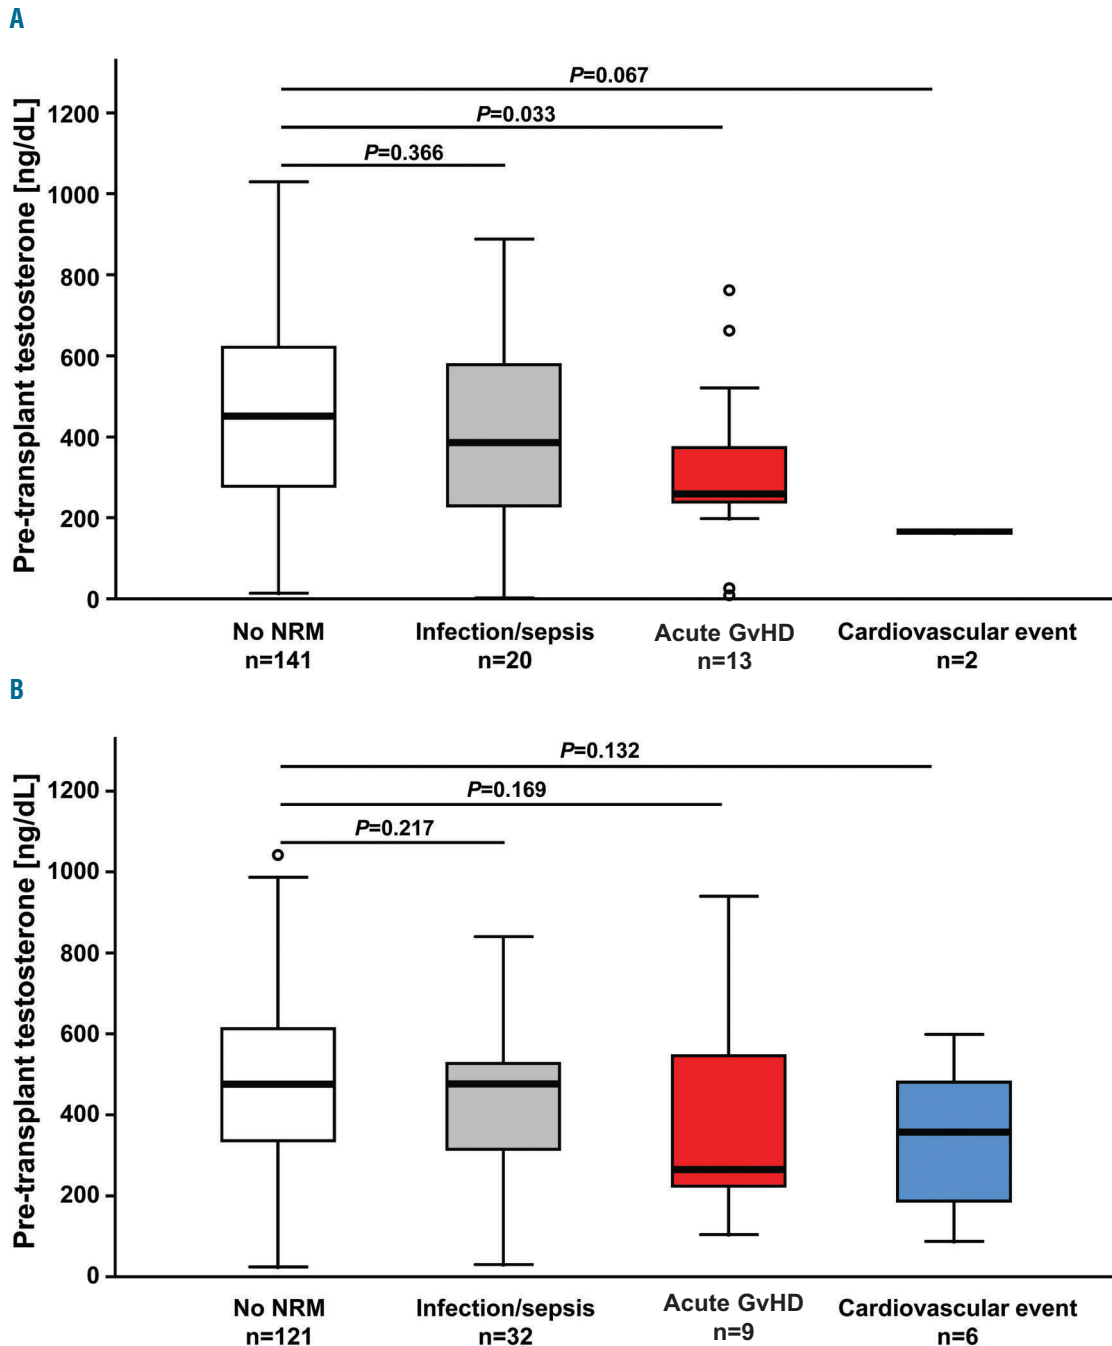 A
Pre-transplant testosterone [ng/dL]
1200
1000
800
600
400
200
0
P=0.067
P=0.033
P=0.366
No NRM
n=141
Infection/sepsis
n=20
Acute GvHD
n=13
Cardiovascular event
n=2
B
Pre-transplant testosterone [ng/dL]
1200
1000
800
600
400
200
0
P=0.132
P=0.169
P=0.217
No NRM
n=121
Infection/sepsis
n=32
Acute GvHD
n=9
Cardiovascular event
n=6